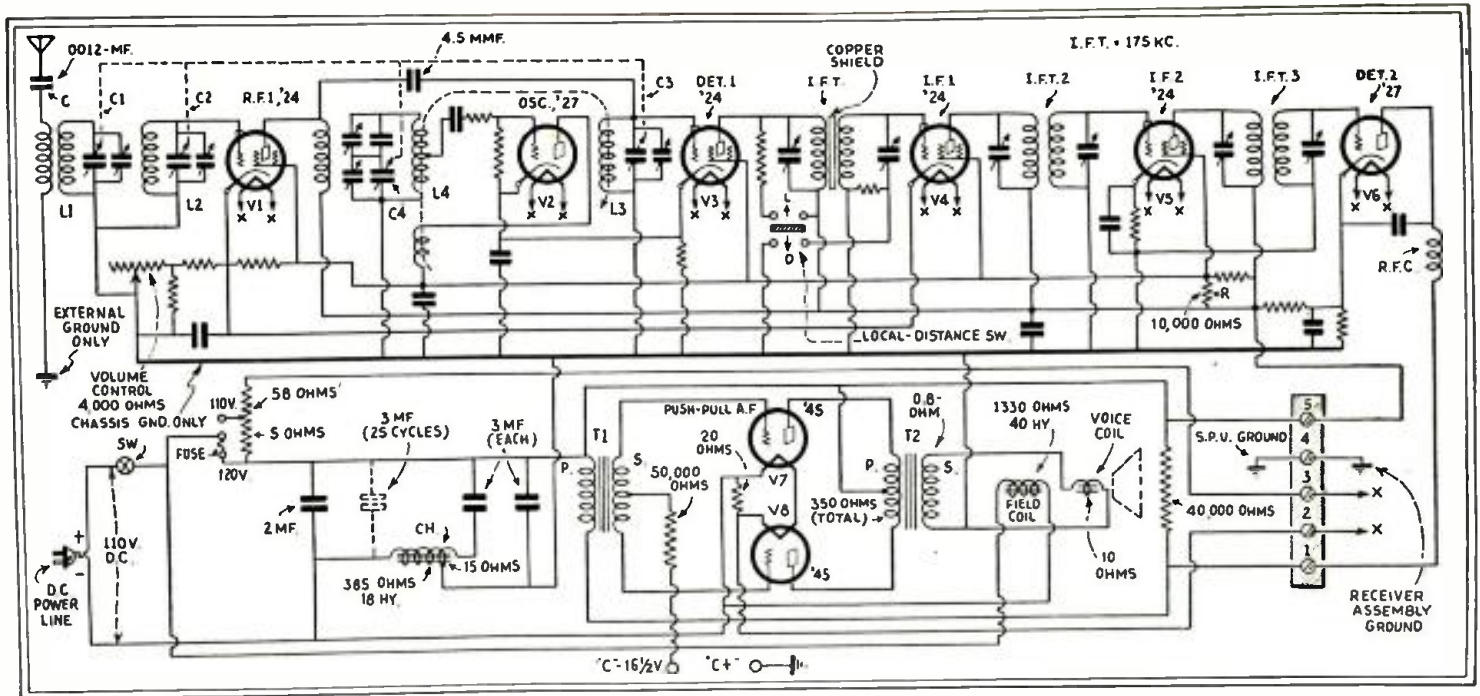 0012-MF.
C
C1
C2
R.F.1,'24
4.5 MMF.
OSC.,'27
C3
DET.1
'24
I.F.T.
COPPER
SHIELD
I.F.1
'24
I.F.T.2
I.F.T. = 175 KC.
I.F.2
'24
I.F.T.3
DET.2
'27
L1
L2
V1
X X
C4
L4
V2
X X
L3
V3
X X
L
D
V4
X X
V5
X X
V6
X X
R.F.C.
R
10,000 OHMS
LOCAL-DISTANCE SW.
EXTERNAL
GROUND
ONLY
VOLUME
CONTROL
4,000 OHMS
CHASSIS GND. ONLY
110V.
58 OHMS
5 OHMS
FUSE
120V
SW
3 MF
(25 CYCLES)
3 MF
(EACH)
2 MF.
CH.
15 OHMS
385 OHMS
18 HY.
+
-
110V.
D.C.
D.C.
POWER
LINE
T1
P.
S.
50,000
OHMS
PUSH-PULL A.F.
'45
20
OHMS
V7
V8
'45
0.8-
OHM
T2
P.
S.
350 OHMS
(TOTAL)
1330 OHMS
40 HY
FIELD
COIL
VOICE
COIL
10
OHMS
40,000 OHMS
S.P.U. GROUND
5
4
3
2
1
X
X
RECEIVER
ASSEMBLY
GROUND
"C"-16½V
"C+"